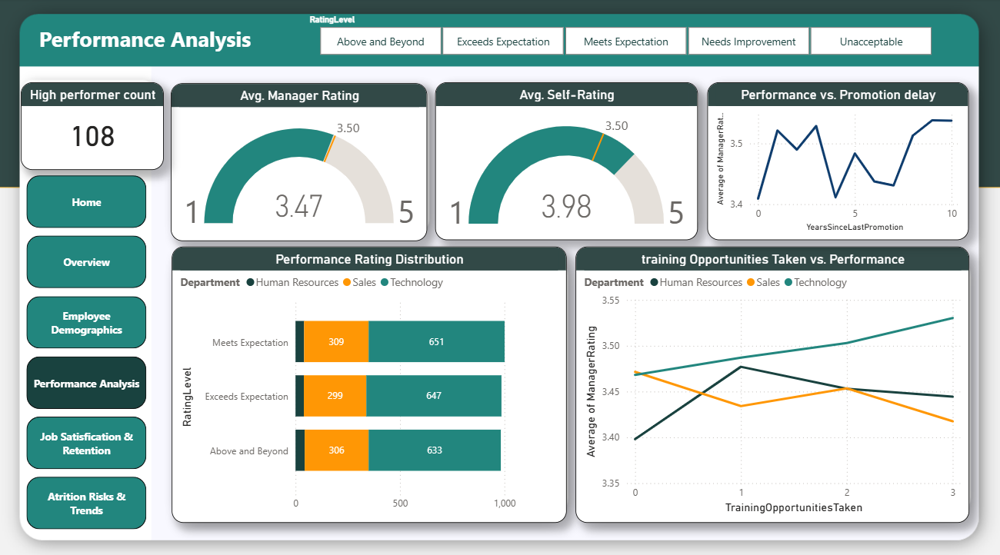 Performance Analysis
RatingLevel
Above and Beyond
Exceeds Expectation
Meets Expectation
Needs Improvement
Unacceptable
High performer count
108
Home
Overview
Employee
Demographics
Performance Analysis
Job Satisfication &
Retention
Atrition Risks &
Trends
Avg. Manager Rating
3.50
1
3.47
5
Avg. Self-Rating
3.50
1
3.98
5
Performance vs. Promotion delay
Average of ManagerRat...
3.5
3.4
0
5
10
YearsSinceLastPromotion
Performance Rating Distribution
Department Human Resources Sales Technology
RatingLevel
Meets Expectation
309
651
Exceeds Expectation
299
647
Above and Beyond
306
633
0
500
1,000
training Opportunities Taken vs. Performance
Department Human Resources Sales Technology
Average of ManagerRating
3.55
3.50
3.45
3.40
3.35
0
1
2
3
TrainingOpportunitiesTaken